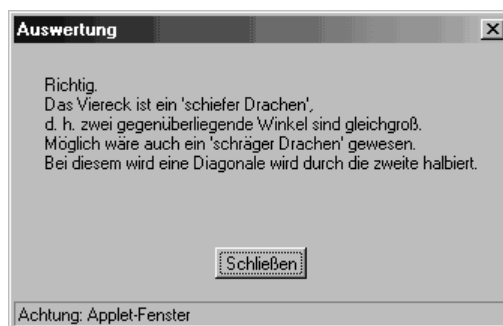 Auswertung
Richtig.
Das Viereck ist ein 'schiefer Drachen',
d. h. zwei gegenüberliegende Winkel sind gleichgroß.
Möglich wäre auch ein 'schräger Drachen' gewesen.
Bei diesem wird eine Diagonale wird durch die zweite halbiert.
Schließen
Achtung: Applet-Fenster